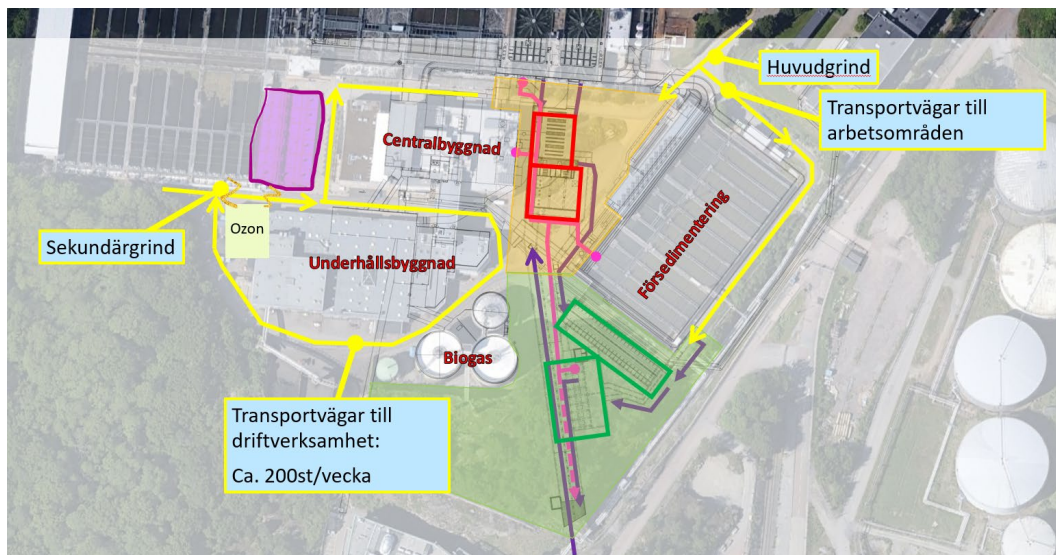 Huvudgrind
Transportvägar till
arbetsområden
Centralbyggnad
Ozon
Sekundärgrind
Underhållsbyggnad
Försedimentering
Biogas
Transportvägar till
driftverksamhet:
Ca. 200st/vecka